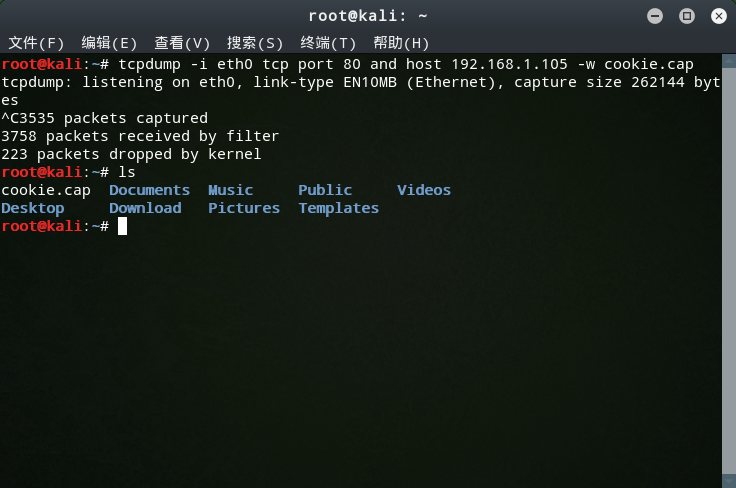 root@kali: ~
文件(F) 编辑(E) 查看(V) 搜索(S) 终端(T) 帮助(H)
root@kali:~# tcpdump -i eth0 tcp port 80 and host 192.168.1.105 -w cookie.cap
tcpdump: listening on eth0, link-type EN10MB (Ethernet), capture size 262144 byt
es
^C3535 packets captured
3758 packets received by filter
223 packets dropped by kernel
root@kali:~# ls
cookie.cap  Documents  Music     Public     Videos
Desktop     Download   Pictures  Templates
root@kali:~#